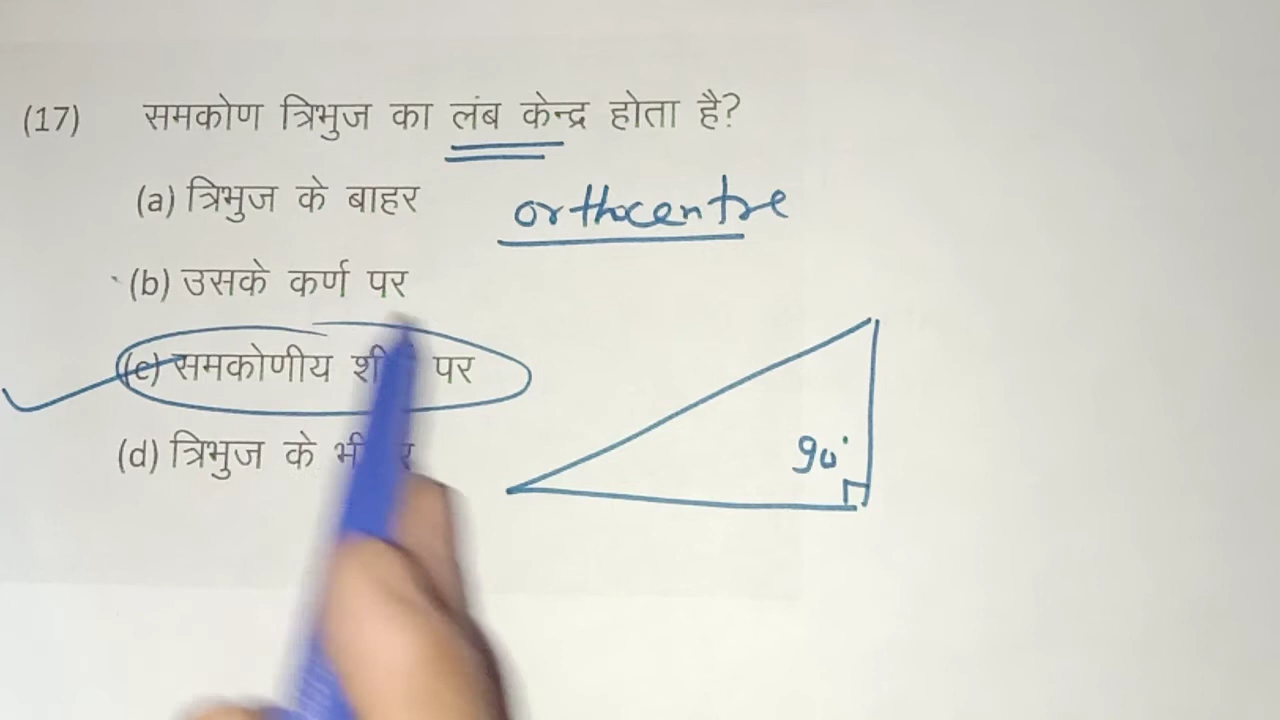 (17) समकोण त्रिभुज का लंब केन्द्र होता है?
(a) त्रिभुज के बाहर
orthocentre
(b) उसके कर्ण पर
(c) समकोणीय पर
(d) त्रिभुज के
90°